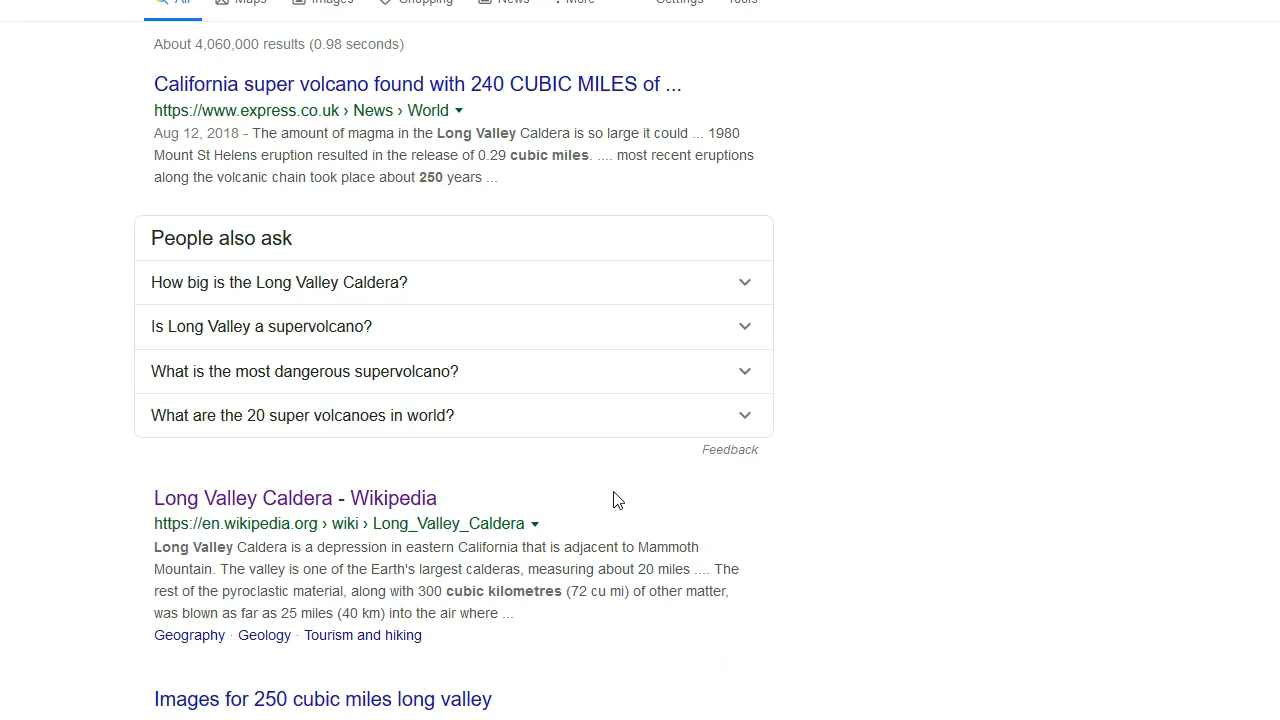 All Maps Images Shopping News More Settings Tools
About 4,060,000 results (0.98 seconds)
California super volcano found with 240 CUBIC MILES of ...
https://www.express.co.uk › News › World
Aug 12, 2018 - The amount of magma in the Long Valley Caldera is so large it could ... 1980
Mount St Helens eruption resulted in the release of 0.29 cubic miles. .... most recent eruptions
along the volcanic chain took place about 250 years ...
People also ask
How big is the Long Valley Caldera?
Is Long Valley a supervolcano?
What is the most dangerous supervolcano?
What are the 20 super volcanoes in world?
Feedback
Long Valley Caldera - Wikipedia
https://en.wikipedia.org › wiki › Long_Valley_Caldera
Long Valley Caldera is a depression in eastern California that is adjacent to Mammoth
Mountain. The valley is one of the Earth's largest calderas, measuring about 20 miles .... The
rest of the pyroclastic material, along with 300 cubic kilometres (72 cu mi) of other matter,
was blown as far as 25 miles (40 km) into the air where ...
Geography · Geology · Tourism and hiking
Images for 250 cubic miles long valley